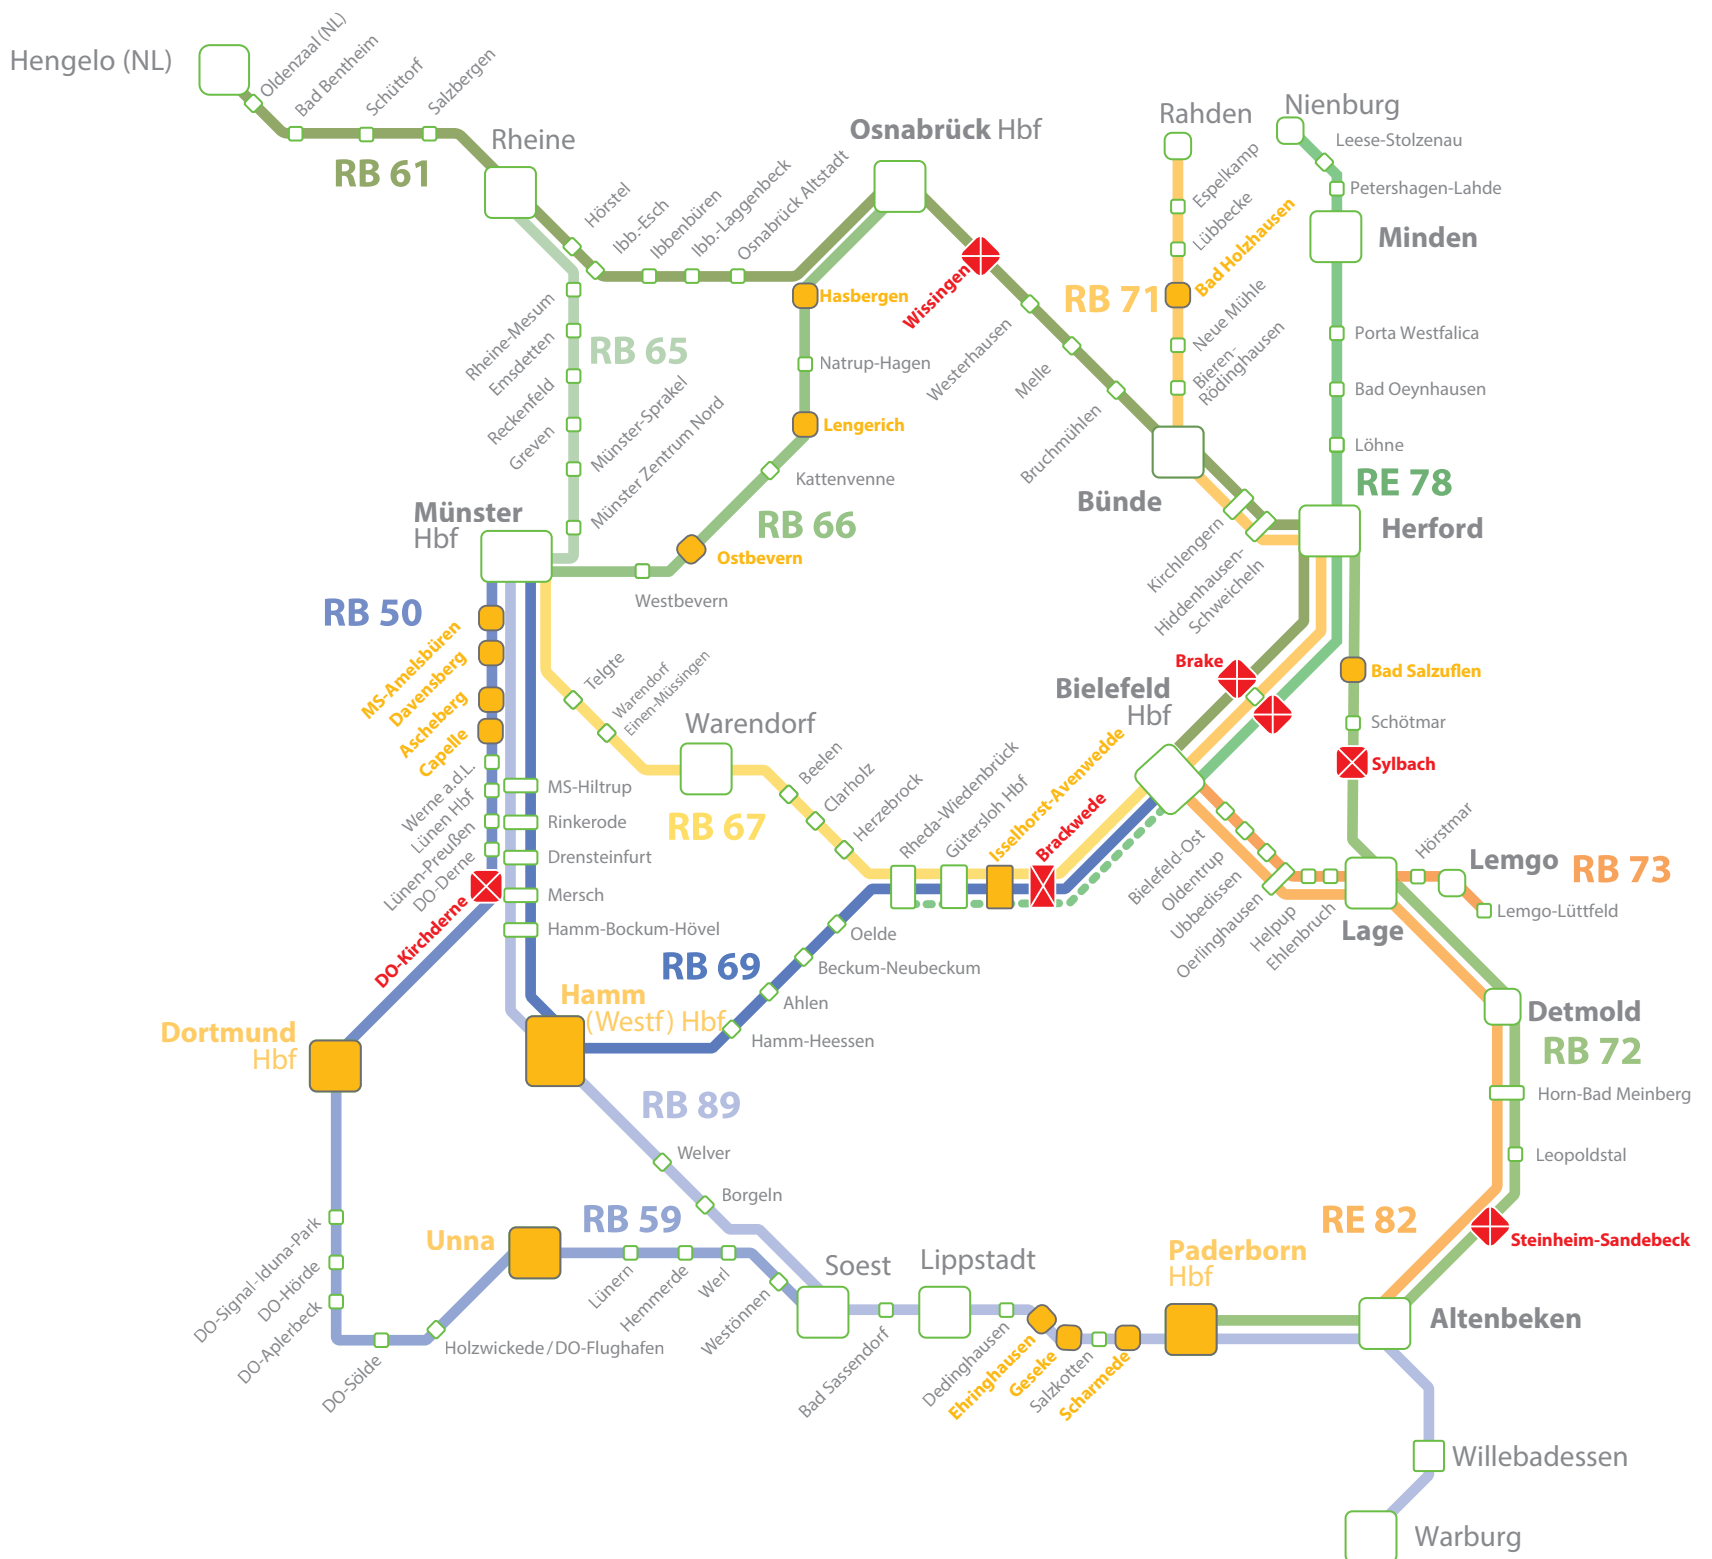 Hengelo (NL)
Oldenzaal (NL)
Bad Bentheim
Schüttorf
Salzbergen
RB 61
Rheine
Hörstel
Ibb.-Esch
Ibbenbüren
Ibb.-Laggenbeck
Osnabrück Altstadt
Osnabrück Hbf
Wissingen
Westerhausen
Melle
Bruchmühlen
Bünde
Rahden
Espelkamp
Lübbecke
Bad Holzhausen
RB 71
Neue Mühle
Bieren-
Rödinghausen
Nienburg
Leese-Stolzenau
Petershagen-Lahde
Minden
Porta Westfalica
Bad Oeynhausen
Löhne
RE 78
Herford
Kirchlengern
Hiddenhausen-
Schweicheln
Rheine-Mesum
Emsdetten
Reckenfeld
Greven
RB 65
Münster-Sprakel
Münster Zentrum Nord
Hasbergen
Natrup-Hagen
Lengerich
Kattenvenne
RB 66
Ostbevern
Westbevern
Münster
Hbf
RB 50
MS-Amelsbüren
Davensberg
Ascheberg
Capelle
Werne a.d.L.
Lünen Hbf
Lünen-Preußen
DO-Derne
DO-Kirchderne
Dortmund
Hbf
MS-Hiltrup
Rinkerode
Drensteinfurt
Mersch
Hamm-Bockum-Hövel
Hamm
(Westf) Hbf
Telgte
Warendorf
Einen-Müssingen
Warendorf
RB 67
Beelen
Clarholz
Herzebrock
Rheda-Wiedenbrück
Gütersloh Hbf
Isselhorst-Avenwedde
Brackwede
RB 69
Oelde
Beckum-Neubeckum
Ahlen
Hamm-Heessen
Brake
Bielefeld
Hbf
Bad Salzuflen
Schötmar
Sylbach
Bielefeld-Ost
Oldentrup
Ubbedissen
Oerlinghausen
Helpup
Ehlenbruch
Lage
Hörstmar
Lemgo
RB 73
Lemgo-Lüttfeld
Detmold
RB 72
Horn-Bad Meinberg
Leopoldstal
RE 82
Steinheim-Sandebeck
Altenbeken
RB 89
Welver
Borgeln
RB 59
Unna
Lünern
Hemmerde
Werl
Westönnen
DO-Signal-Iduna-Park
DO-Hörde
DO-Aplerbeck
DO-Sölde
Holzwickede/DO-Flughafen
Soest
Bad Sassendorf
Lippstadt
Dedinghausen
Ehringhausen
Geseke
Salzkotten
Scharmede
Paderborn
Hbf
Willebadessen
Warburg